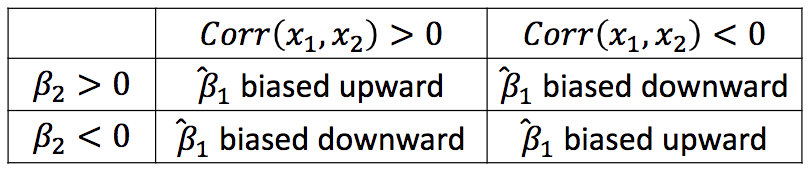 Corr(x₁, x₂) > 0 Corr(x₁, x₂) < 0
β₂ > 0 β̂₁ biased upward β̂₁ biased downward
β₂ < 0 β̂₁ biased downward β̂₁ biased upward